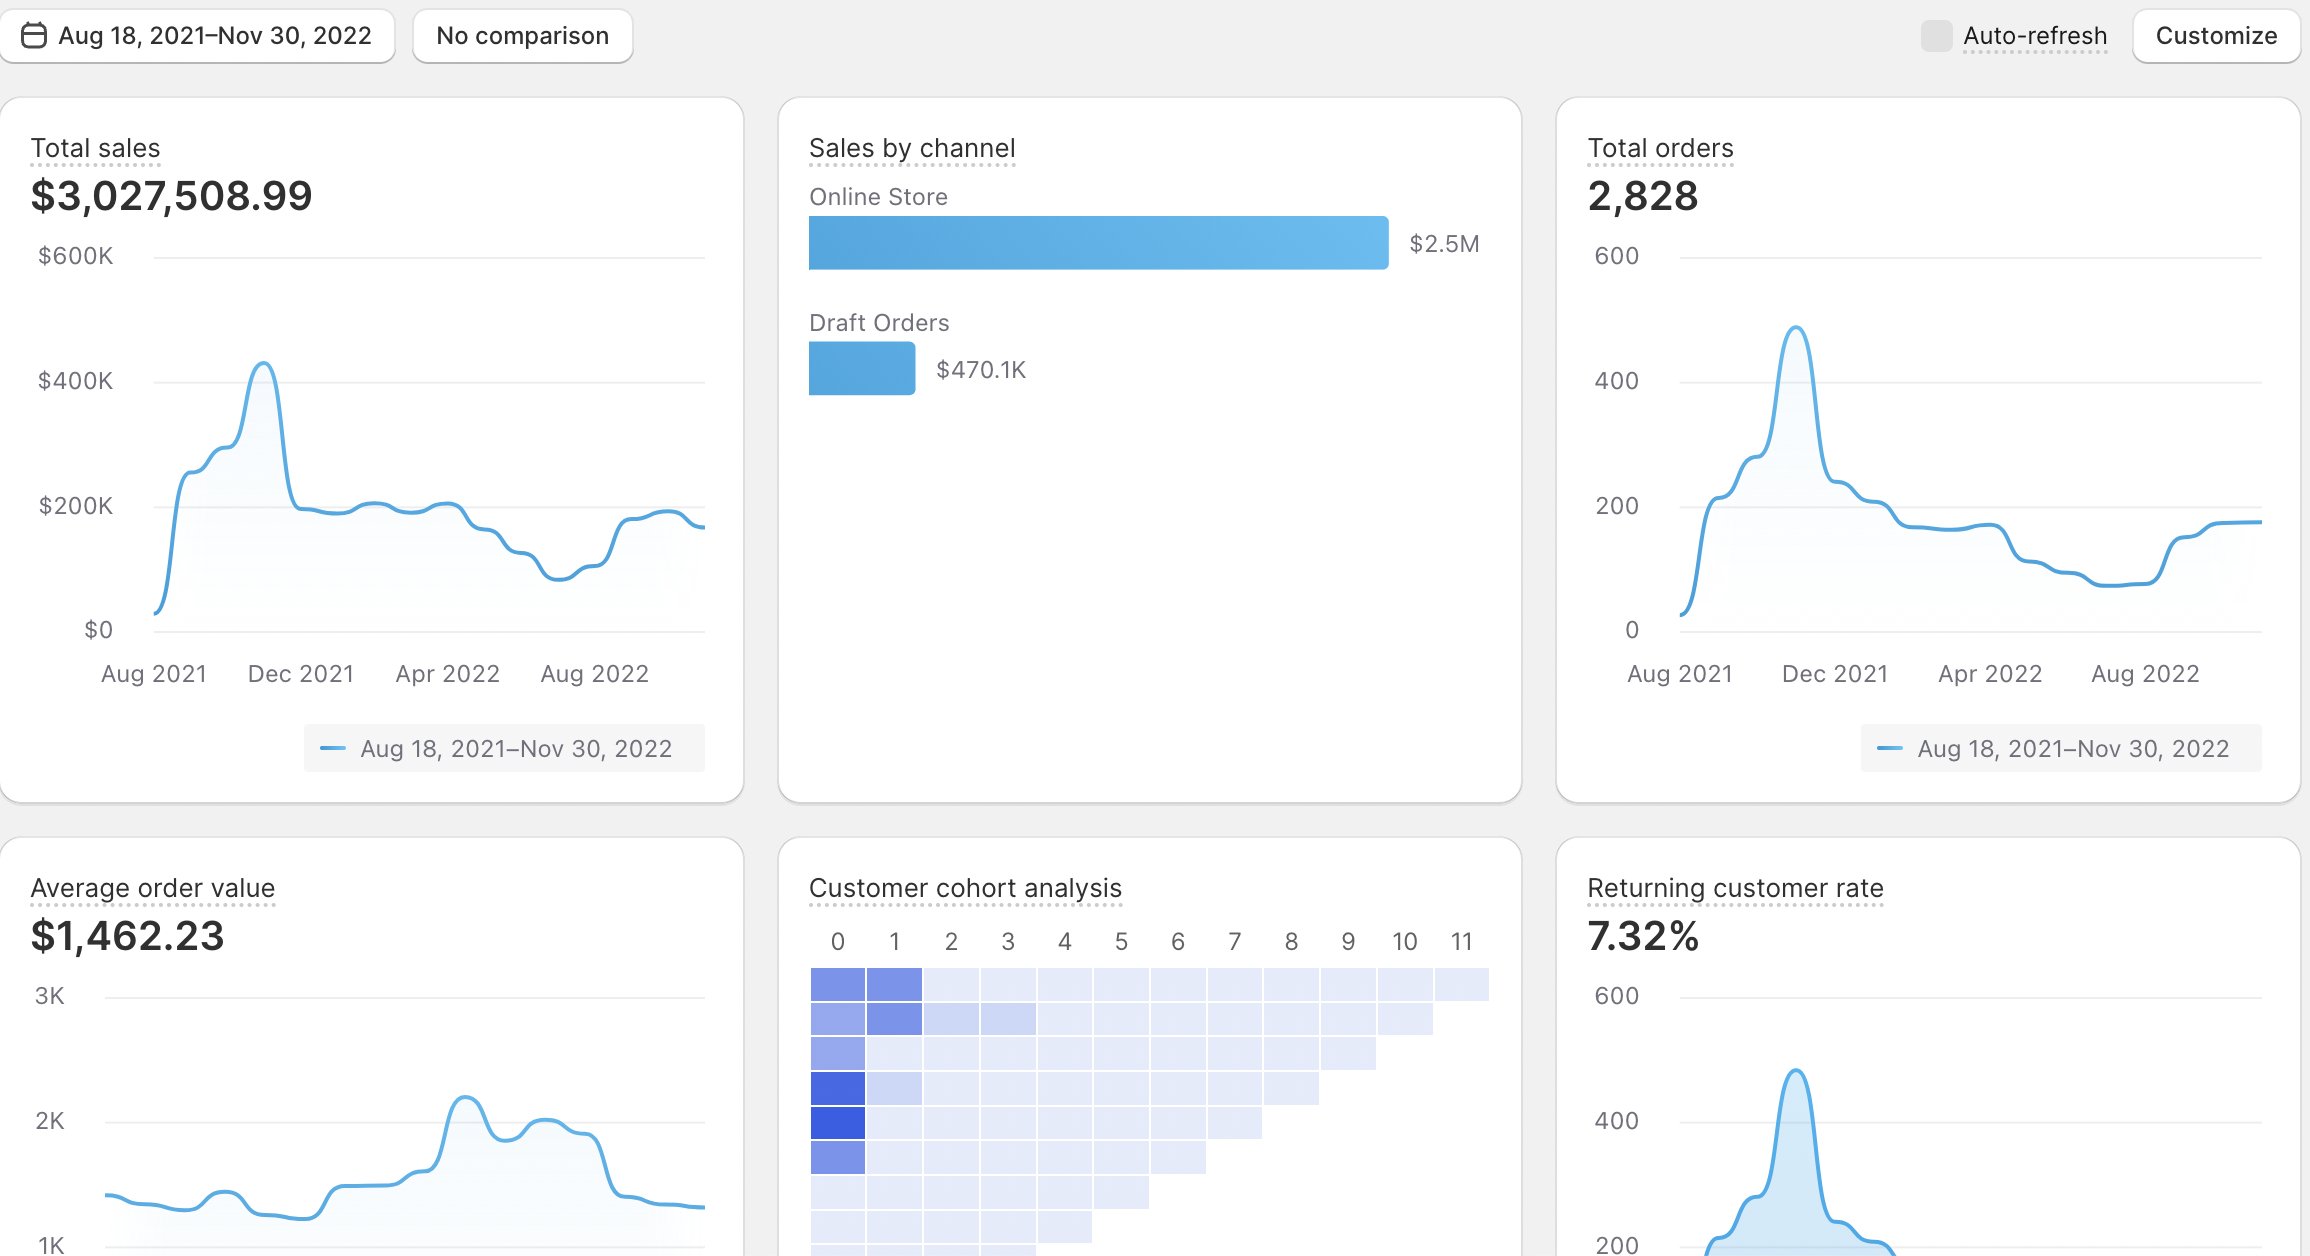 Aug 18, 2021–Nov 30, 2022
No comparison
Auto-refresh
Customize
Total sales
$3,027,508.99
$600K
$400K
$200K
$0
Aug 2021 Dec 2021 Apr 2022 Aug 2022
Aug 18, 2021–Nov 30, 2022
Sales by channel
Online Store
$2.5M
Draft Orders
$470.1K
Total orders
2,828
600
400
200
0
Aug 2021 Dec 2021 Apr 2022 Aug 2022
Aug 18, 2021–Nov 30, 2022
Average order value
$1,462.23
3K
2K
1K
Customer cohort analysis
0 1 2 3 4 5 6 7 8 9 10 11
Returning customer rate
7.32%
600
400
200